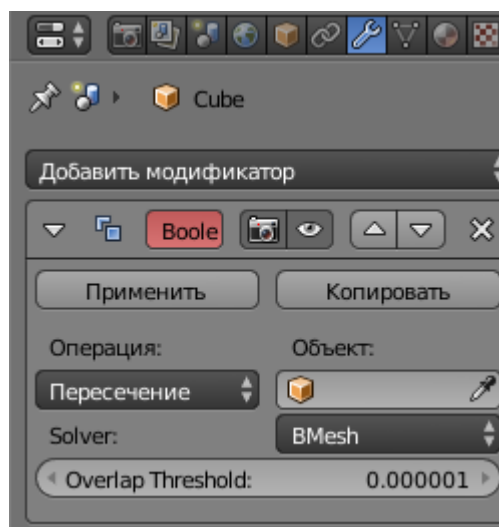 Cube
Добавить модификатор
Boole
Применить Копировать
Операция: Объект:
Пересечение
Solver: BMesh
Overlap Threshold: 0.000001